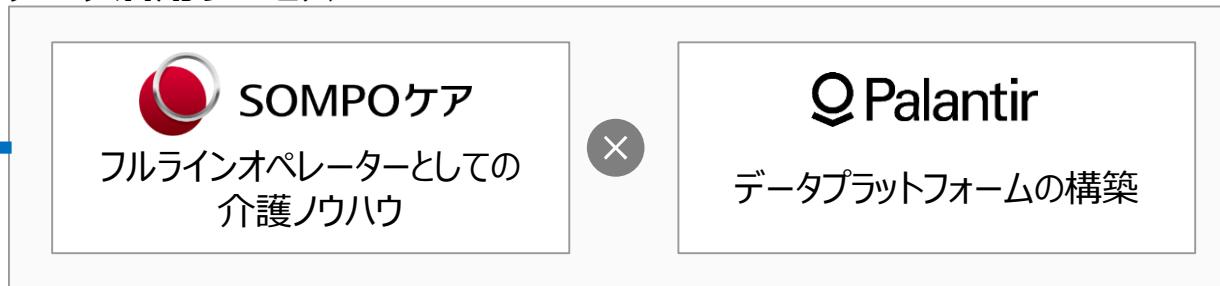 SOMPOケア
フルラインオペレーターとしての
介護ノウハウ
×
Palantir
データプラットフォームの構築